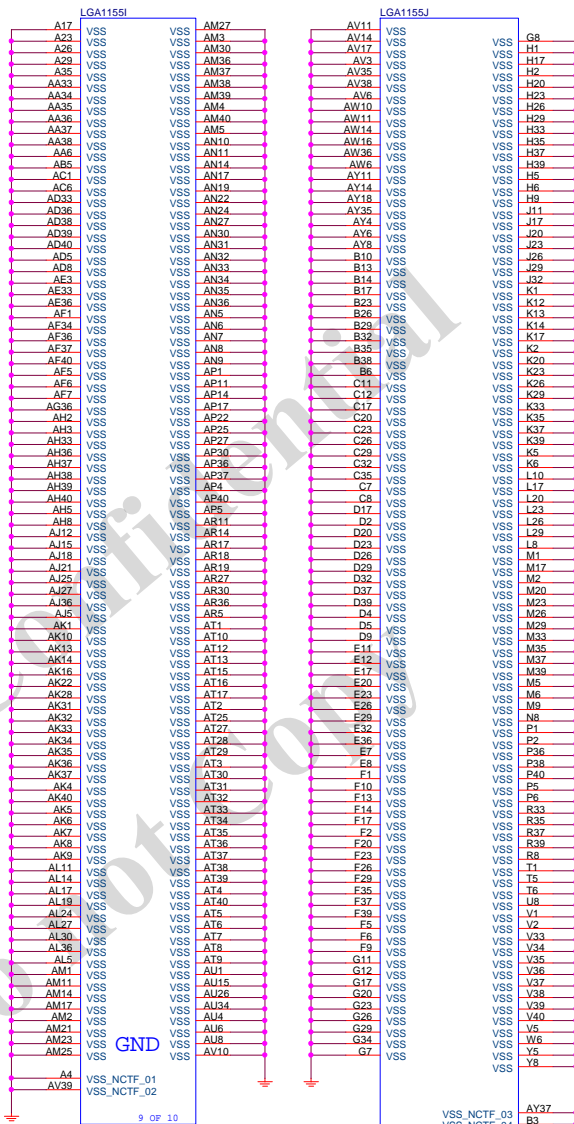 LGA1155I
A17 VSS VSS AM27
A23 VSS VSS AM3
A26 VSS VSS AM30
A29 VSS VSS AM36
A35 VSS VSS AM37
AA33 VSS VSS AM38
AA34 VSS VSS AM39
AA35 VSS VSS AM4
AA36 VSS VSS AM40
AA37 VSS VSS AM5
AA38 VSS VSS AN10
AA6 VSS VSS AN11
AB5 VSS VSS AN14
AC1 VSS VSS AN17
AC6 VSS VSS AN19
AD33 VSS VSS AN22
AD36 VSS VSS AN24
AD38 VSS VSS AN27
AD39 VSS VSS AN30
AD40 VSS VSS AN31
AD5 VSS VSS AN32
AD8 VSS VSS AN33
AE3 VSS VSS AN34
AE33 VSS VSS AN35
AE36 VSS VSS AN36
AF1 VSS VSS AN5
AF34 VSS VSS AN6
AF36 VSS VSS AN7
AF37 VSS VSS AN8
AF40 VSS VSS AN9
AF5 VSS VSS AP1
AF6 VSS VSS AP11
AF7 VSS VSS AP14
AG36 VSS VSS AP17
AH2 VSS VSS AP22
AH3 VSS VSS AP25
AH33 VSS VSS AP27
AH36 VSS VSS AP30
AH37 VSS VSS AP36
AH38 VSS VSS AP37
AH39 VSS VSS AP4
AH40 VSS VSS AP40
AH5 VSS VSS AP5
AH8 VSS VSS AR11
AJ12 VSS VSS AR14
AJ15 VSS VSS AR17
AJ18 VSS VSS AR18
AJ21 VSS VSS AR19
AJ25 VSS VSS AR27
AJ27 VSS VSS AR30
AJ36 VSS VSS AR36
AJ5 VSS VSS AR5
AK1 VSS VSS AT1
AK10 VSS VSS AT10
AK13 VSS VSS AT12
AK14 VSS VSS AT13
AK16 VSS VSS AT15
AK22 VSS VSS AT16
AK28 VSS VSS AT17
AK31 VSS VSS AT2
AK32 VSS VSS AT25
AK33 VSS VSS AT27
AK34 VSS VSS AT28
AK35 VSS VSS AT29
AK36 VSS VSS AT3
AK37 VSS VSS AT30
AK4 VSS VSS AT31
AK40 VSS VSS AT32
AK5 VSS VSS AT33
AK6 VSS VSS AT34
AK7 VSS VSS AT35
AK8 VSS VSS AT36
AK9 VSS VSS AT37
AL11 VSS VSS AT38
AL14 VSS VSS AT39
AL17 VSS VSS AT4
AL19 VSS VSS AT40
AL24 VSS VSS AT5
AL27 VSS VSS AT6
AL30 VSS VSS AT7
AL36 VSS VSS AT8
AL5 VSS VSS AT9
AM1 VSS VSS AU1
AM11 VSS VSS AU15
AM14 VSS VSS AU26
AM17 VSS VSS AU34
AM2 VSS VSS AU4
AM21 VSS VSS AU6
AM23 VSS VSS AU8
AM25 VSS VSS AV10
GND
A4 VSS_NCTF_01
AV39 VSS_NCTF_02
9 OF 10
LGA1155J
AV11 VSS
AV14 VSS VSS G8
AV17 VSS VSS H1
AV3 VSS VSS H17
AV35 VSS VSS H2
AV38 VSS VSS H20
AV6 VSS VSS H23
AW10 VSS VSS H26
AW11 VSS VSS H29
AW14 VSS VSS H33
AW16 VSS VSS H35
AW36 VSS VSS H37
AW6 VSS VSS H39
AY11 VSS VSS H5
AY14 VSS VSS H6
AY18 VSS VSS H9
AY35 VSS VSS J11
AY4 VSS VSS J17
AY6 VSS VSS J20
AY8 VSS VSS J23
B10 VSS VSS J26
B13 VSS VSS J29
B14 VSS VSS J32
B17 VSS VSS K1
B23 VSS VSS K12
B26 VSS VSS K13
B29 VSS VSS K14
B32 VSS VSS K17
B35 VSS VSS K2
B38 VSS VSS K20
B6 VSS VSS K23
C11 VSS VSS K26
C12 VSS VSS K29
C17 VSS VSS K33
C20 VSS VSS K35
C23 VSS VSS K37
C26 VSS VSS K39
C29 VSS VSS K5
C32 VSS VSS K6
C35 VSS VSS L10
C7 VSS VSS L17
C8 VSS VSS L20
D17 VSS VSS L23
D2 VSS VSS L26
D20 VSS VSS L29
D23 VSS VSS L8
D26 VSS VSS M1
D29 VSS VSS M17
D32 VSS VSS M2
D37 VSS VSS M20
D39 VSS VSS M23
D4 VSS VSS M26
D5 VSS VSS M29
D9 VSS VSS M33
E11 VSS VSS M35
E12 VSS VSS M37
E17 VSS VSS M39
E20 VSS VSS M5
E23 VSS VSS M6
E26 VSS VSS M9
E29 VSS VSS N8
E32 VSS VSS P1
E36 VSS VSS P2
E7 VSS VSS P36
E8 VSS VSS P38
F1 VSS VSS P40
F10 VSS VSS P5
F13 VSS VSS P6
F14 VSS VSS R33
F17 VSS VSS R35
F2 VSS VSS R37
F20 VSS VSS R39
F23 VSS VSS R8
F26 VSS VSS T1
F29 VSS VSS T5
F35 VSS VSS T6
F37 VSS VSS U8
F39 VSS VSS V1
F5 VSS VSS V2
F6 VSS VSS V33
F9 VSS VSS V34
G11 VSS VSS V35
G12 VSS VSS V36
G17 VSS VSS V37
G20 VSS VSS V38
G23 VSS VSS V39
G26 VSS VSS V40
G29 VSS VSS V5
G34 VSS VSS W6
G7 VSS VSS Y5
VSS Y8
VSS_NCTF_03 AY37
B3
Confidential
not Copy